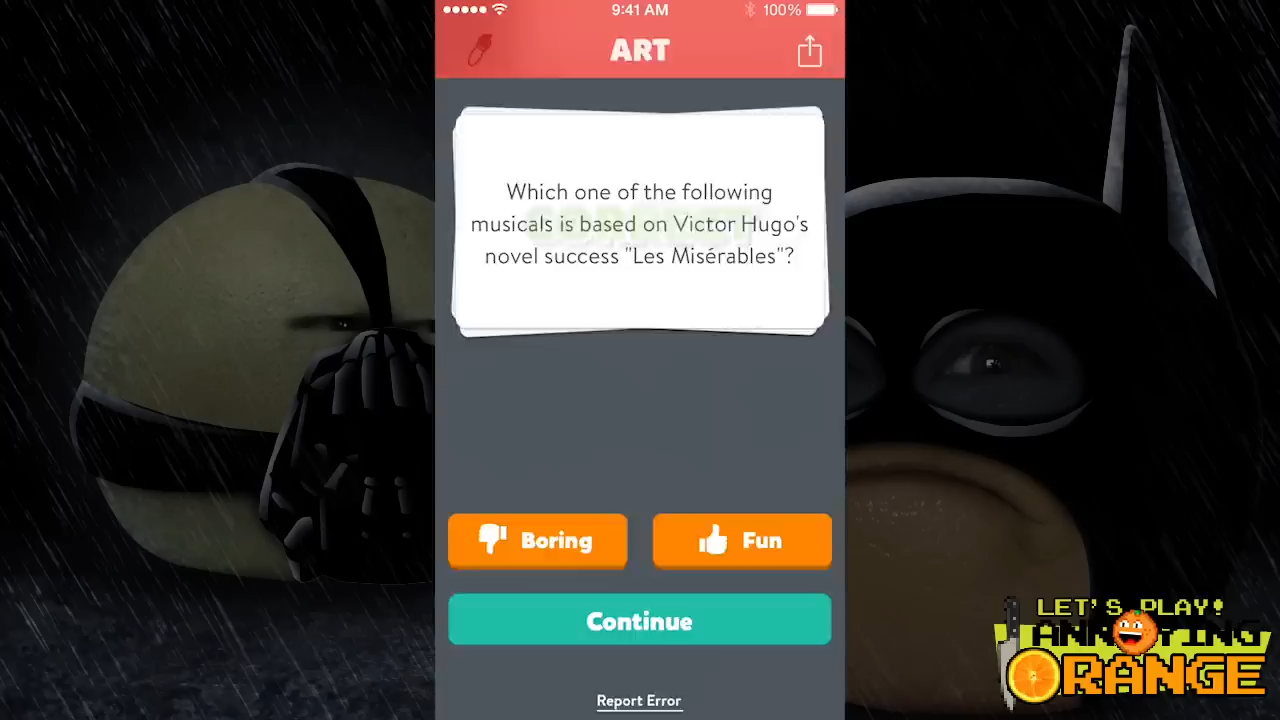 9:41 AM
100%
ART
Which one of the following
musicals is based on Victor Hugo's
novel success "Les Misérables"?
Boring
Fun
Continue
Report Error
LET'S PLAY!
ANNOYING
ORANGE